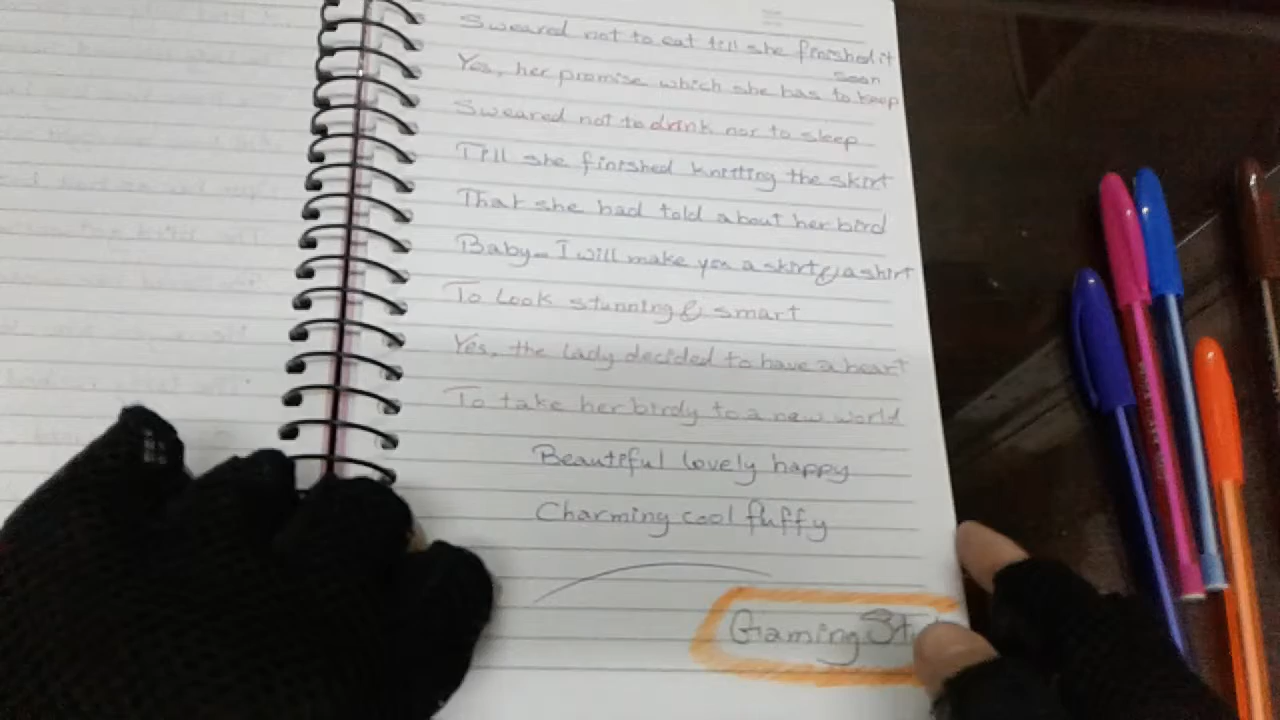 Sweared not to eat till she finished it
soon
Yes, her promise which she has to keep
Sweared not to drink nor to sleep
Till she finished knitting the skirt
That she had told about her bird
Baby- I will make you a skirt & a shirt
To Look stunning & smart
Yes, the lady decided to have a heart
To take her birdy to a new world
Beautiful lovely happy
Charming cool fluffy
Gaming